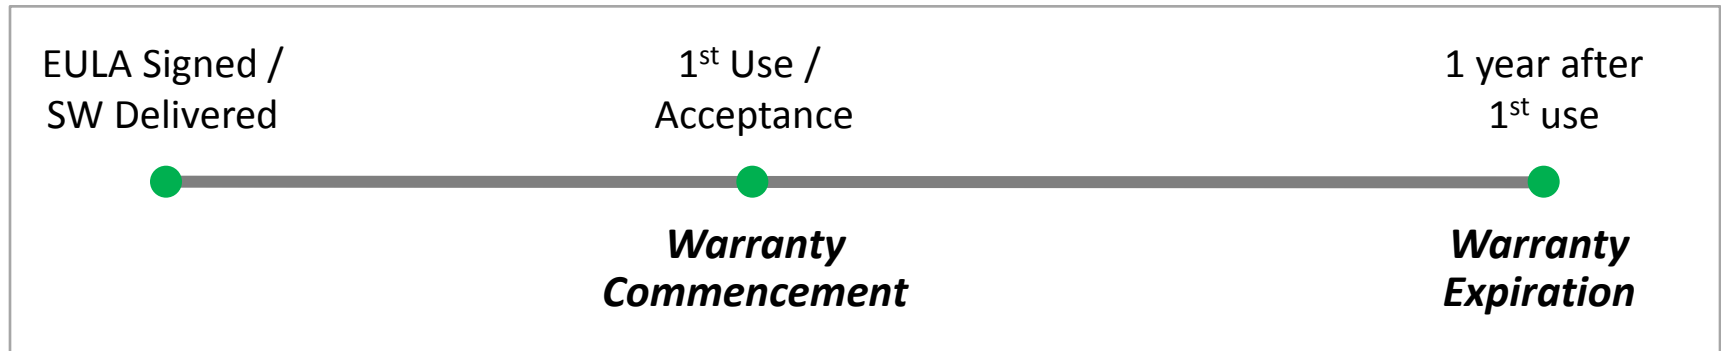 EULA Signed /
SW Delivered
1st Use /
Acceptance
1 year after
1st use
Warranty
Commencement
Warranty
Expiration